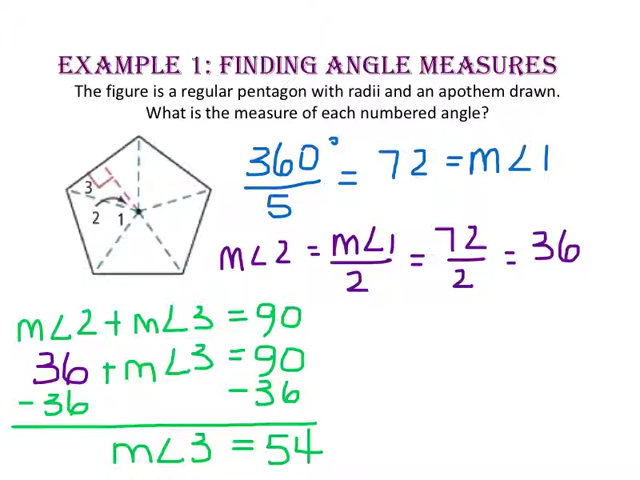 EXAMPLE 1: FINDING ANGLE MEASURES
The figure is a regular pentagon with radii and an apothem drawn.
What is the measure of each numbered angle?
3
2 1
360° / 5 = 72 = m∠1
m∠2 = m∠1 / 2 = 72 / 2 = 36
m∠2 + m∠3 = 90
36 + m∠3 = 90
-36 -36
m∠3 = 54